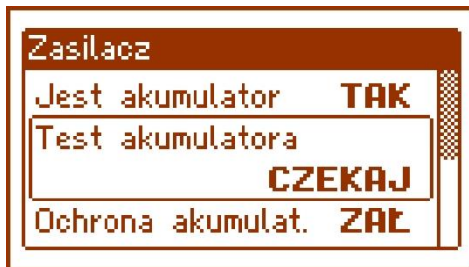 Zasilacz
Jest akumulator TAK
Test akumulatora
CZEKAJ
Ochrona akumulat. ZAŁ